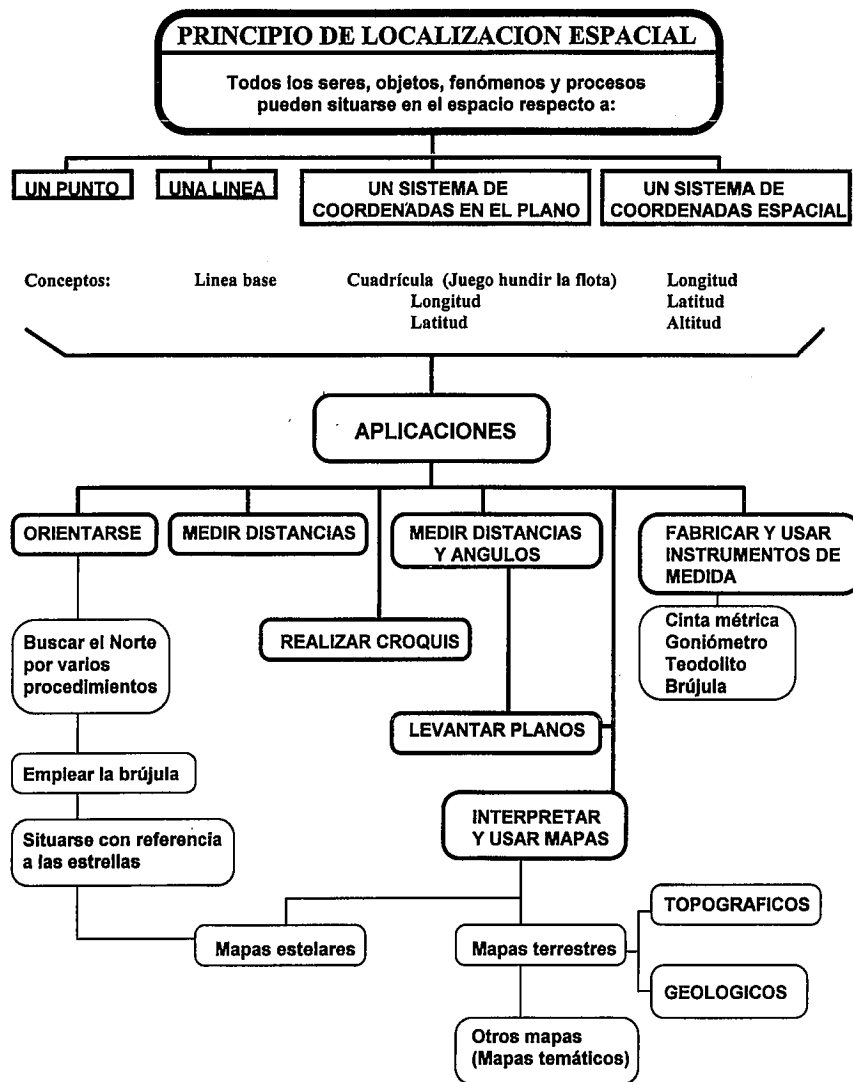 PRINCIPIO DE LOCALIZACION ESPACIAL
Todos los seres, objetos, fenómenos y procesos
pueden situarse en el espacio respecto a:
UN PUNTO
UNA LINEA
UN SISTEMA DE
COORDENADAS EN EL PLANO
UN SISTEMA DE
COORDENADAS ESPACIAL
Conceptos:
Linea base
Cuadrícula (Juego hundir la flota)
Longitud
Latitud
Longitud
Latitud
Altitud
APLICACIONES
ORIENTARSE
MEDIR DISTANCIAS
MEDIR DISTANCIAS
Y ANGULOS
FABRICAR Y USAR
INSTRUMENTOS DE
MEDIDA
Cinta métrica
Goniómetro
Teodolito
Brújula
Buscar el Norte
por varios
procedimientos
REALIZAR CROQUIS
LEVANTAR PLANOS
Emplear la brújula
INTERPRETAR
Y USAR MAPAS
Situarse con referencia
a las estrellas
TOPOGRAFICOS
Mapas estelares
Mapas terrestres
GEOLOGICOS
Otros mapas
(Mapas temáticos)